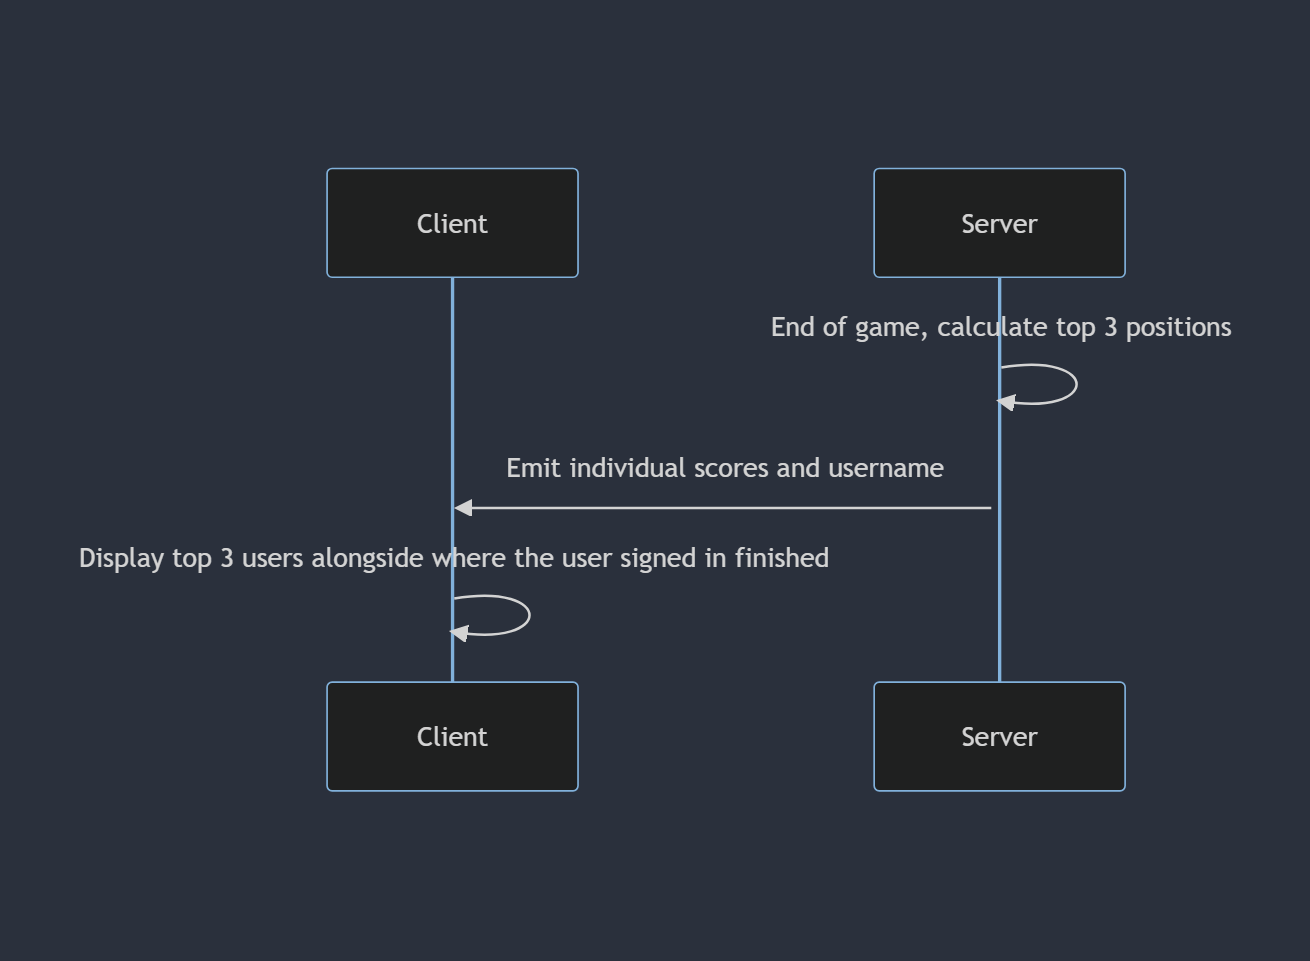 Client
Server
End of game, calculate top 3 positions
Emit individual scores and username
Display top 3 users alongside where the user signed in finished
Client
Server